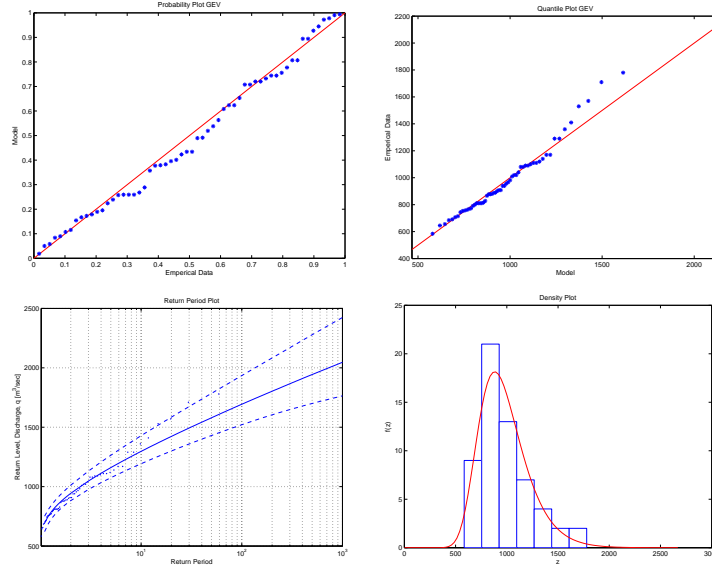 Probability Plot GEV
1
0.9
0.8
0.7
0.6
0.5
0.4
0.3
0.2
0.1
0
Model
0 0.1 0.2 0.3 0.4 0.5 0.6 0.7 0.8 0.9 1
Emperical Data
Quantile Plot GEV
2200
2000
1800
1600
1400
1200
1000
800
600
400
Emperical Data
500 1000 1500 2000
Model
Return Period Plot
2500
2000
1500
1000
500
Return Level, Discharge, q [m³/sec]
10¹ 10² 10³
Return Period
Density Plot
25
20
15
10
5
0
f(z)
0 500 1000 1500 2000 2500 3000
z